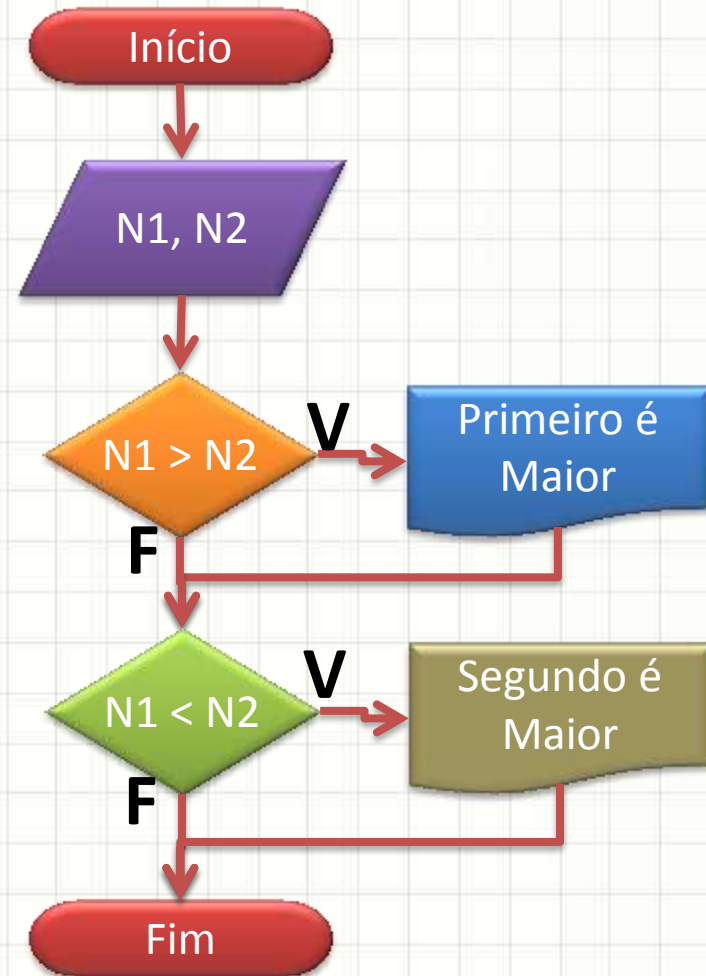 Início
N1, N2
N1 > N2
V
Primeiro é
Maior
F
N1 < N2
V
Segundo é
Maior
F
Fim